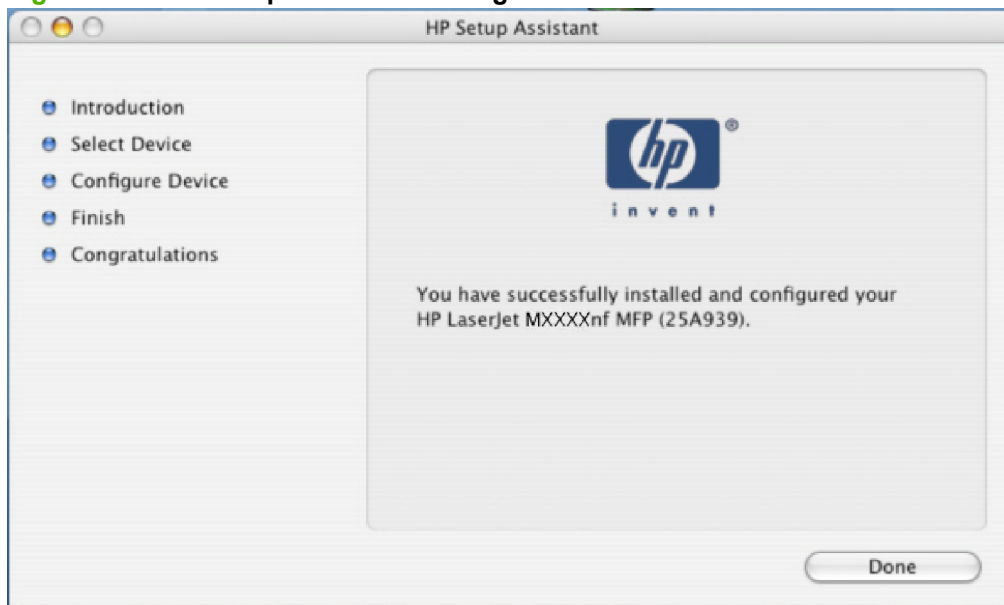 HP Setup Assistant
Introduction
Select Device
Configure Device
Finish
Congratulations
hp
®
invent
You have successfully installed and configured your
HP LaserJet MXXXXnf MFP (25A939).
Done